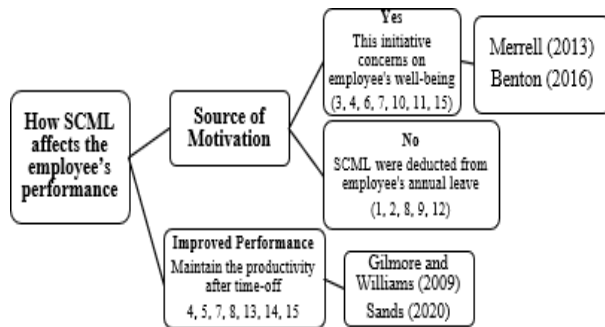 How SCML
affects the
employee's
performance
Source of
Motivation
Yes
This initiative
concerns on
employee's well-being
(3, 4, 6, 7, 10, 11, 15)
Merrell (2013)
Benton (2016)
No
SCML were deducted from
employee's annual leave
(1, 2, 8, 9, 12)
Improved Performance
Maintain the productivity
after time-off
4, 5, 7, 8, 13, 14, 15
Gilmore and
Williams (2009)
Sands (2020)